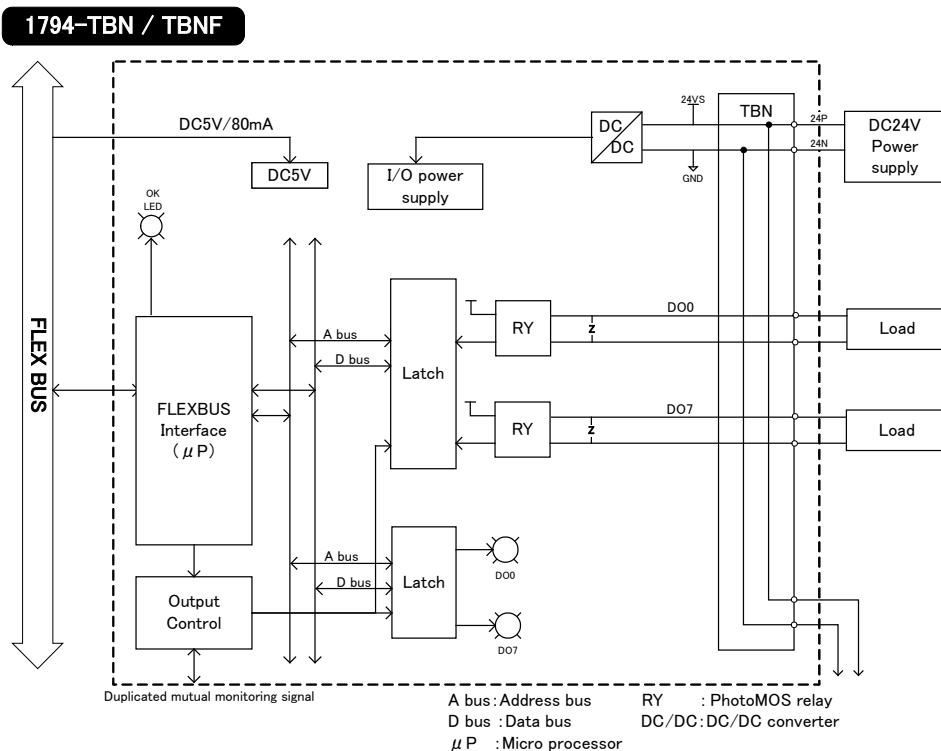 1794-TBN / TBNF
FLEX BUS
DC5V/80mA
DC5V
OK
LED
I/O power
supply
DC
DC
24VS
GND
TBN
24P
24N
DC24V
Power
supply
FLEXBUS
Interface
(μP)
A bus
D bus
Latch
RY
Z
DO0
Load
RY
Z
DO7
Load
A bus
D bus
Latch
DO0
DO7
Output
Control
Duplicated mutual monitoring signal
A bus:Address bus
RY :PhotoMOS relay
D bus :Data bus
DC/DC:DC/DC converter
μP :Micro processor